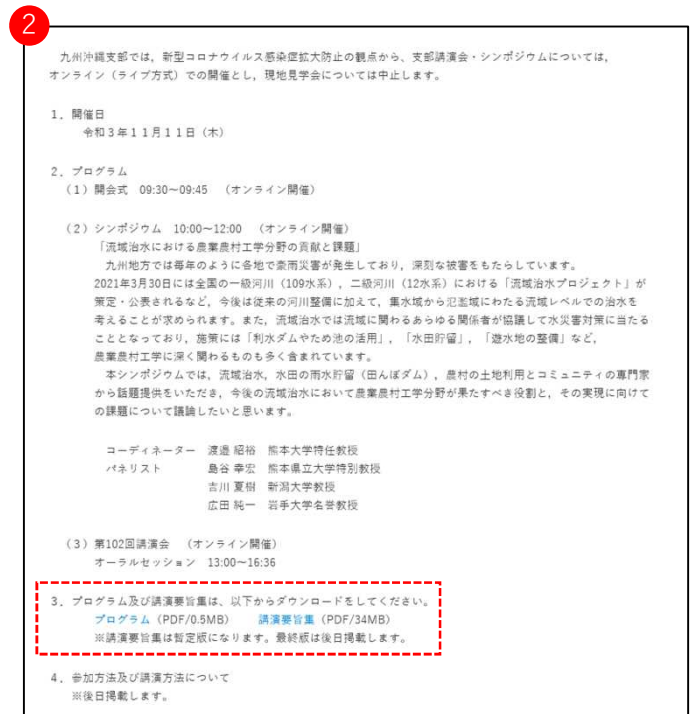 2
九州沖縄支部では，新型コロナウイルス感染症拡大防止の観点から、支部講演会・シンポジウムについては，
オンライン（ライブ方式）での開催とし，現地見学会については中止します。
1．開催日
令和３年１１月１１日（木）
2．プログラム
（１）開会式　09:30～09:45　（オンライン開催）
（２）シンポジウム　10:00～12:00　（オンライン開催）
「流域治水における農業農村工学分野の貢献と課題」
九州地方では毎年のように各地で豪雨災害が発生しており，深刻な被害をもたらしています。
2021年3月30日には全国の一級河川（109水系），二級河川（12水系）における「流域治水プロジェクト」が
策定・公表されるなど，今後は従来の河川整備に加えて，集水域から氾濫域にわたる流域レベルでの治水を
考えることが求められます。また，流域治水では流域に関わるあらゆる関係者が協議して水災害対策に当たる
こととなっており，施策には「利水ダムやため池の活用」，「水田貯留」，「遊水地の整備」など，
農業農村工学に深く関わるものも多く含まれています。
本シンポジウムでは，流域治水，水田の雨水貯留（田んぼダム），農村の土地利用とコミュニティの専門家
から話題提供をいただき，今後の流域治水において農業農村工学分野が果たすべき役割と，その実現に向けて
の課題について議論したいと思います。
コーディネーター　渡邉 紹裕　熊本大学特任教授
パネリスト　島谷 幸宏　熊本県立大学特別教授
吉川 夏樹　新潟大学教授
広田 純一　岩手大学名誉教授
（３）第102回講演会　（オンライン開催）
オーラルセッション　13:00～16:36
3．プログラム及び講演要旨集は、以下からダウンロードをしてください。
プログラム（PDF/0.5MB）　講演要旨集（PDF/34MB）
※講演要旨集は暫定版になります。最終版は後日掲載します。
4．参加方法及び講演方法について
※後日掲載します。